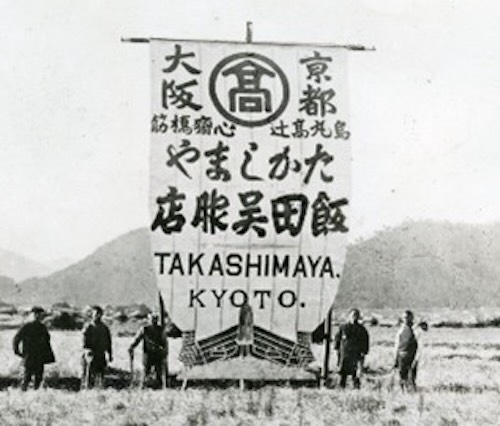 京都
髙
大阪
烏丸髙辻
心齋橋筋
たかしまや
飯田呉服店
TAKASHIMAYA.
KYOTO.